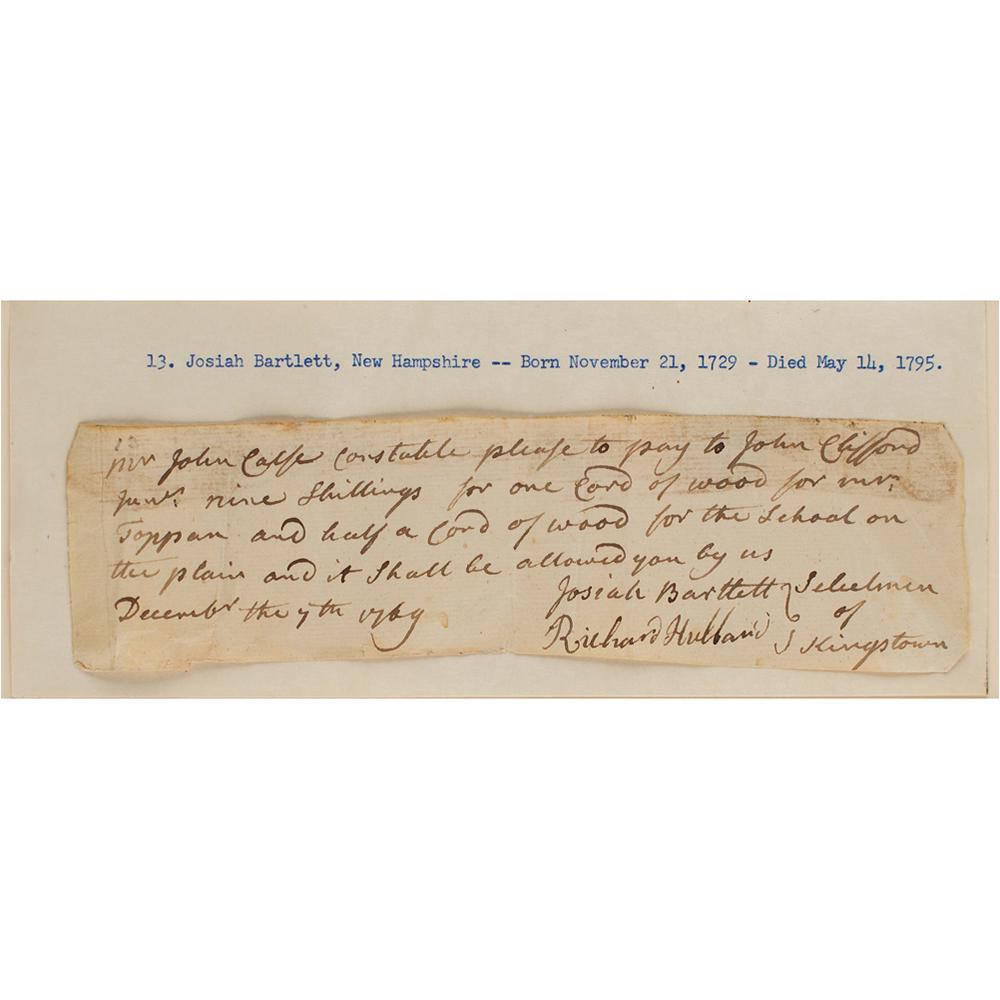 13. Josiah Bartlett, New Hampshire -- Born November 21, 1729 - Died May 14, 1795.
Mr John Calfe Constable please to pay to John Clifford
Junr. nine Shillings for one Cord of wood for mr.
Toppan and half a Cord of wood for the School on
the plain and it Shall be allowed you by us
Decembr the 7th 1769
Josiah Bartlett } Selectmen
of
Richard Hubbard } Kingstown